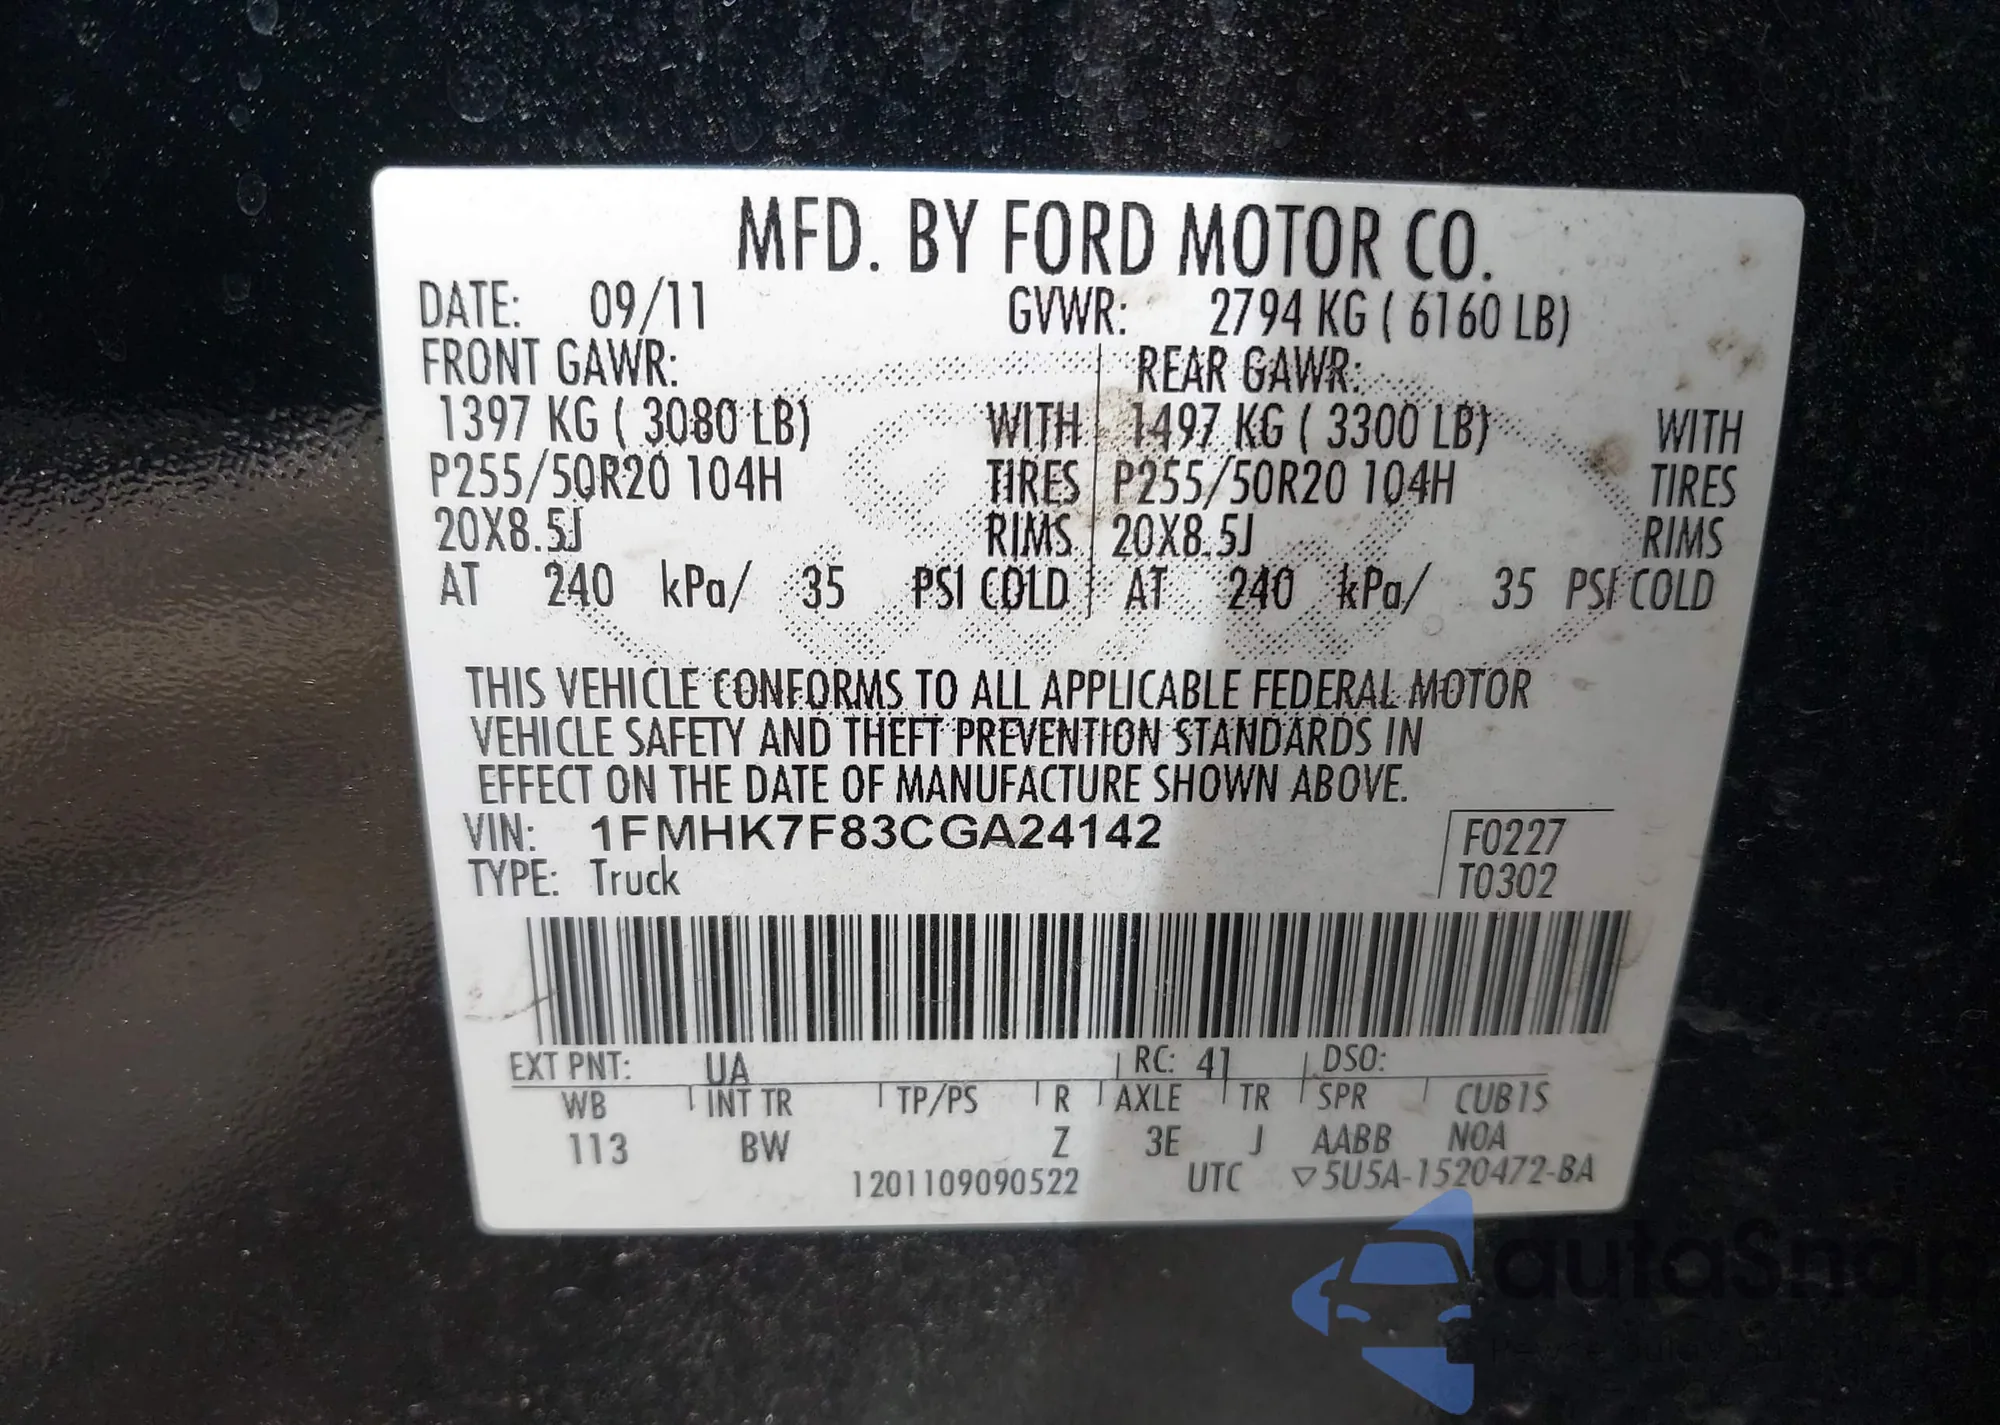 MFD. BY FORD MOTOR CO.
DATE: 09/11 GVWR: 2794 KG ( 6160 LB)
FRONT GAWR: REAR GAWR:
1397 KG ( 3080 LB) WITH 1497 KG ( 3300 LB) WITH
P255/50R20 104H TIRES P255/50R20 104H TIRES
20X8.5J RIMS 20X8.5J RIMS
AT 240 kPa/ 35 PSI COLD AT 240 kPa/ 35 PSI COLD
THIS VEHICLE CONFORMS TO ALL APPLICABLE FEDERAL MOTOR
VEHICLE SAFETY AND THEFT PREVENTION STANDARDS IN
EFFECT ON THE DATE OF MANUFACTURE SHOWN ABOVE.
VIN: 1FMHK7F83CGA24142 F0227
TYPE: Truck T0302
EXT PNT: UA RC: 41 DSO:
WB INT TR TP/PS R AXLE TR SPR CUB1S
113 BW Z 3E J AABB NOA
1201109090522 UTC ▽5U5A-1520472-BA
autaSnap